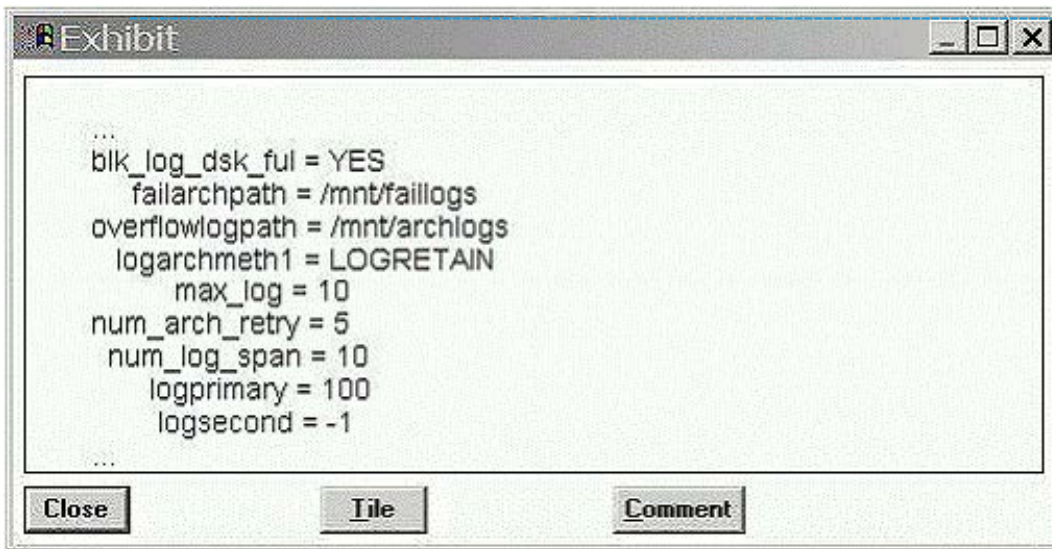 Exhibit
...
blk_log_dsk_ful = YES
failarchpath = /mnt/faillogs
overflowlogpath = /mnt/archlogs
logarchmeth1 = LOGRETAIN
max_log = 10
num_arch_retry = 5
num_log_span = 10
logprimary = 100
logsecond = -1
...
Close Tile Comment